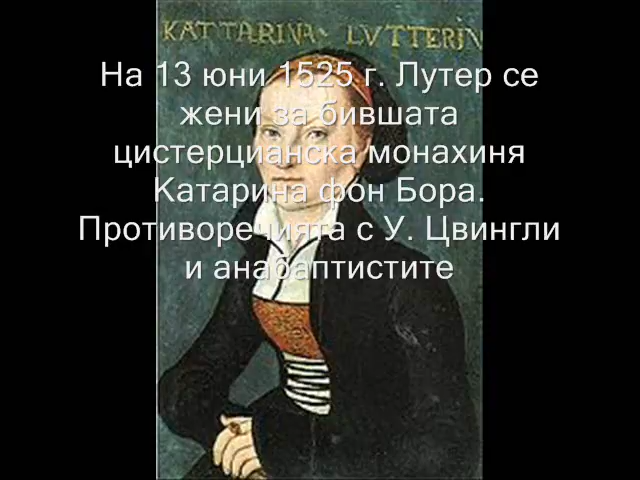 KATTARINA LVTTERIN
На 13 юни 1525 г. Лутер се
жени за бившата
цистерцианска монахиня
Катарина фон Бора.
Противоречията с У. Цвингли
и анабаптистите